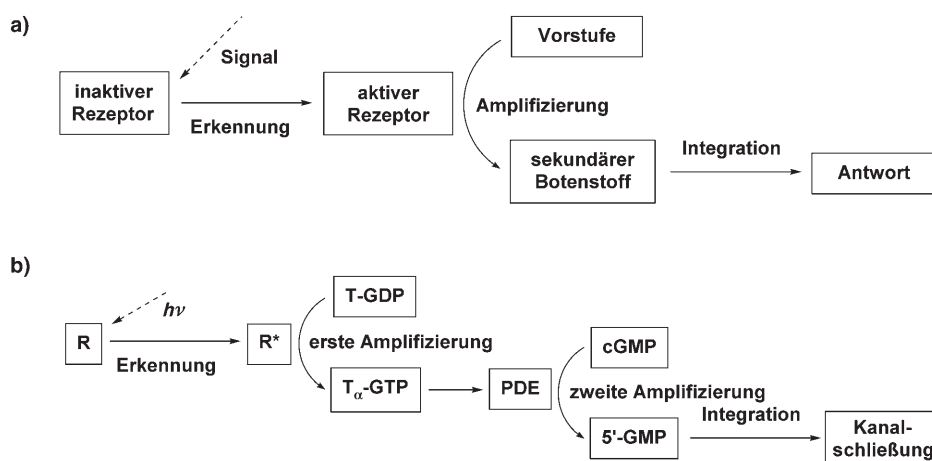 a)
Vorstufe
Signal
inaktiver
Rezeptor
aktiver
Rezeptor
Amplifizierung
Erkennung
sekundärer
Botenstoff
Integration
Antwort
b)
hν
T-GDP
R
R*
erste Amplifizierung
cGMP
Erkennung
Tα-GTP
PDE
zweite Amplifizierung
Integration
5'-GMP
Kanal-
schließung